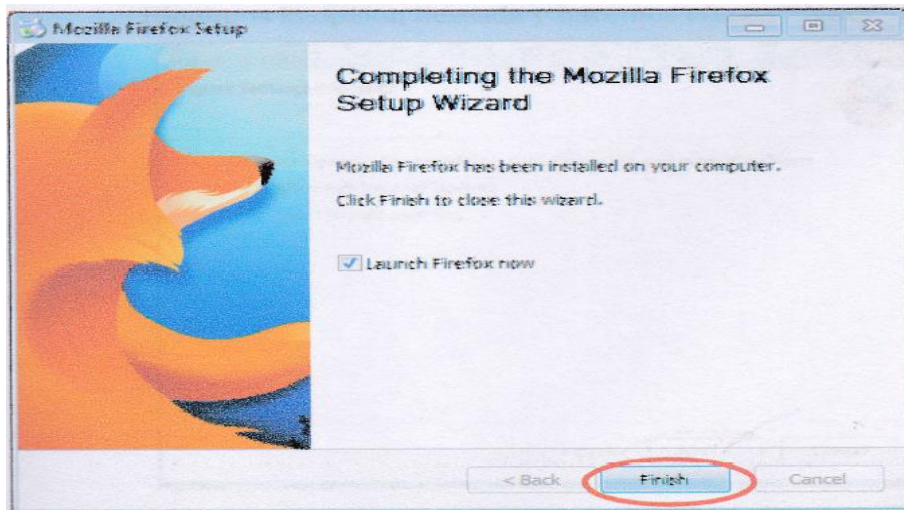 Mozilla Firefox Setup
Completing the Mozilla Firefox
Setup Wizard
Mozilla Firefox has been installed on your computer.
Click Finish to close this wizard.
Launch Firefox now
< Back
Finish
Cancel